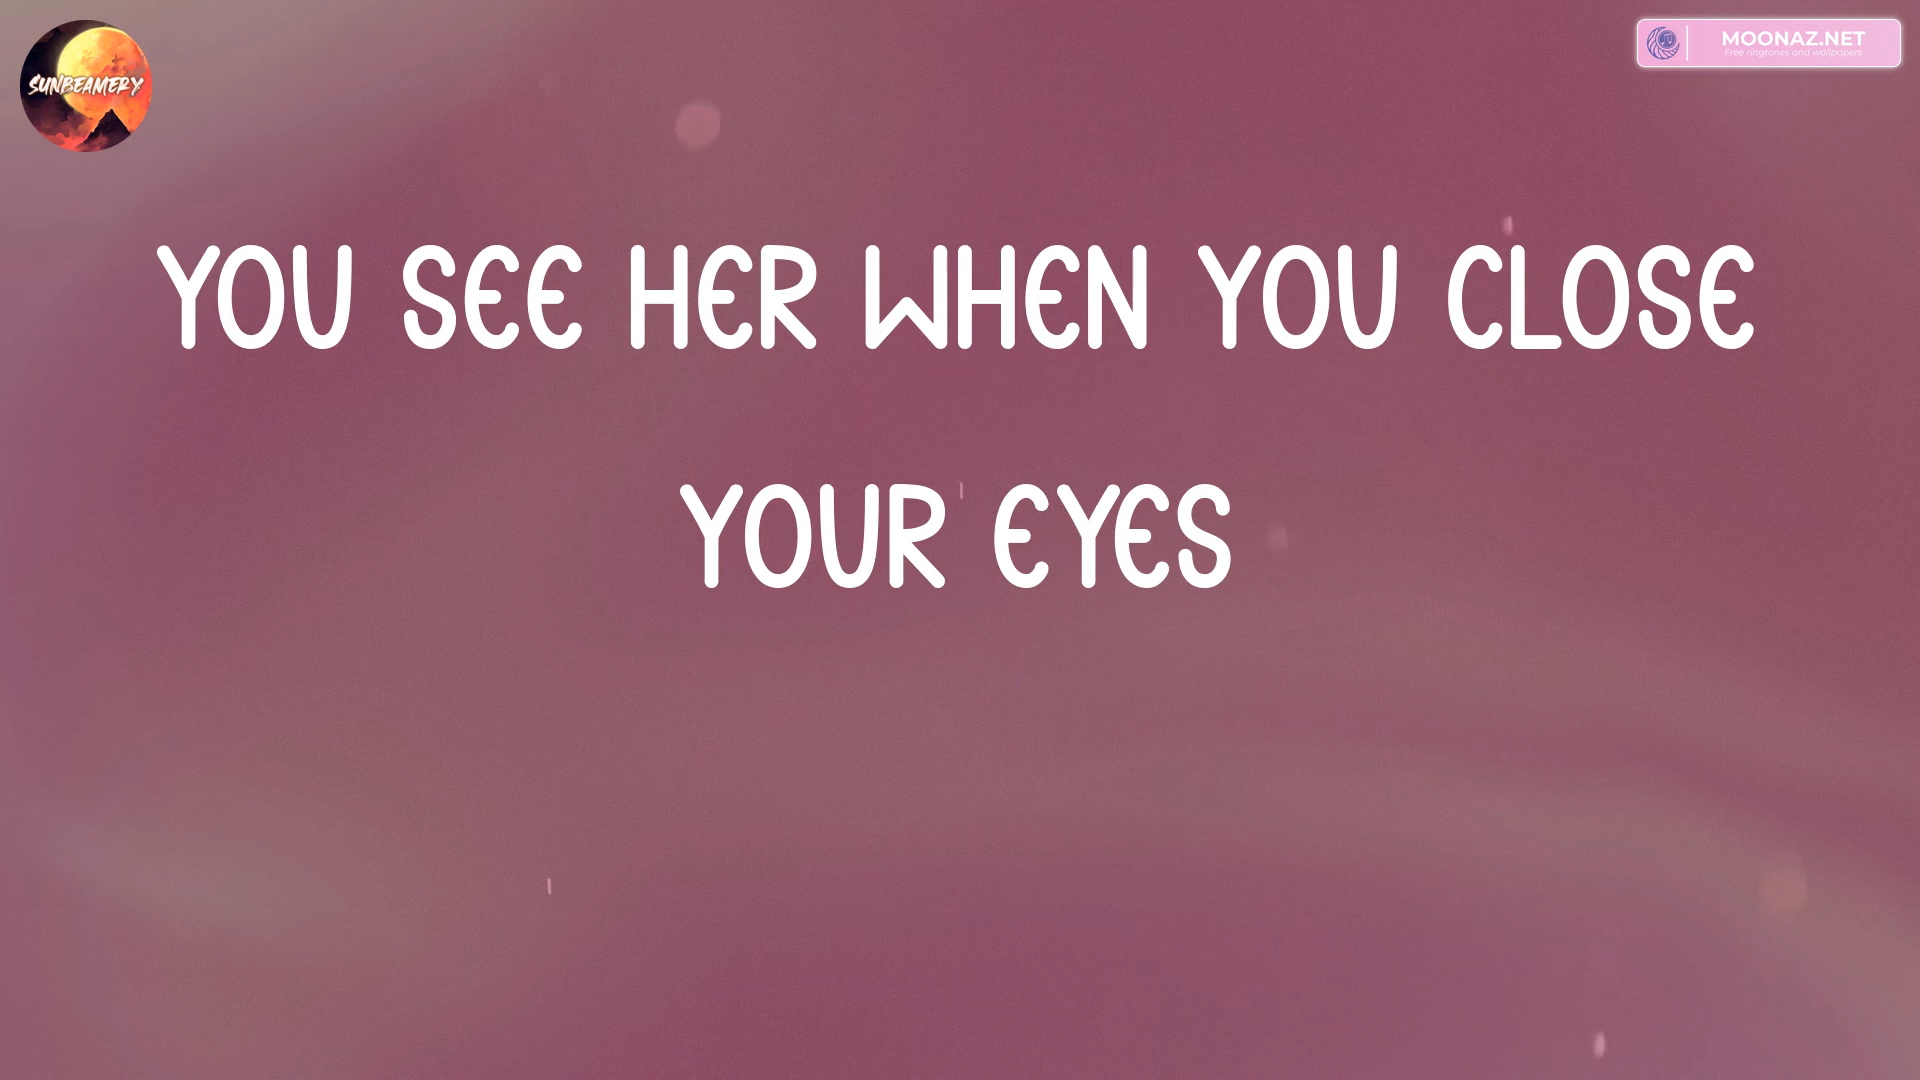 SUNBEAMERY
MOONAZ.NET
Free ringtones and wallpapers
YOU SEE HER WHEN YOU CLOSE
YOUR EYES